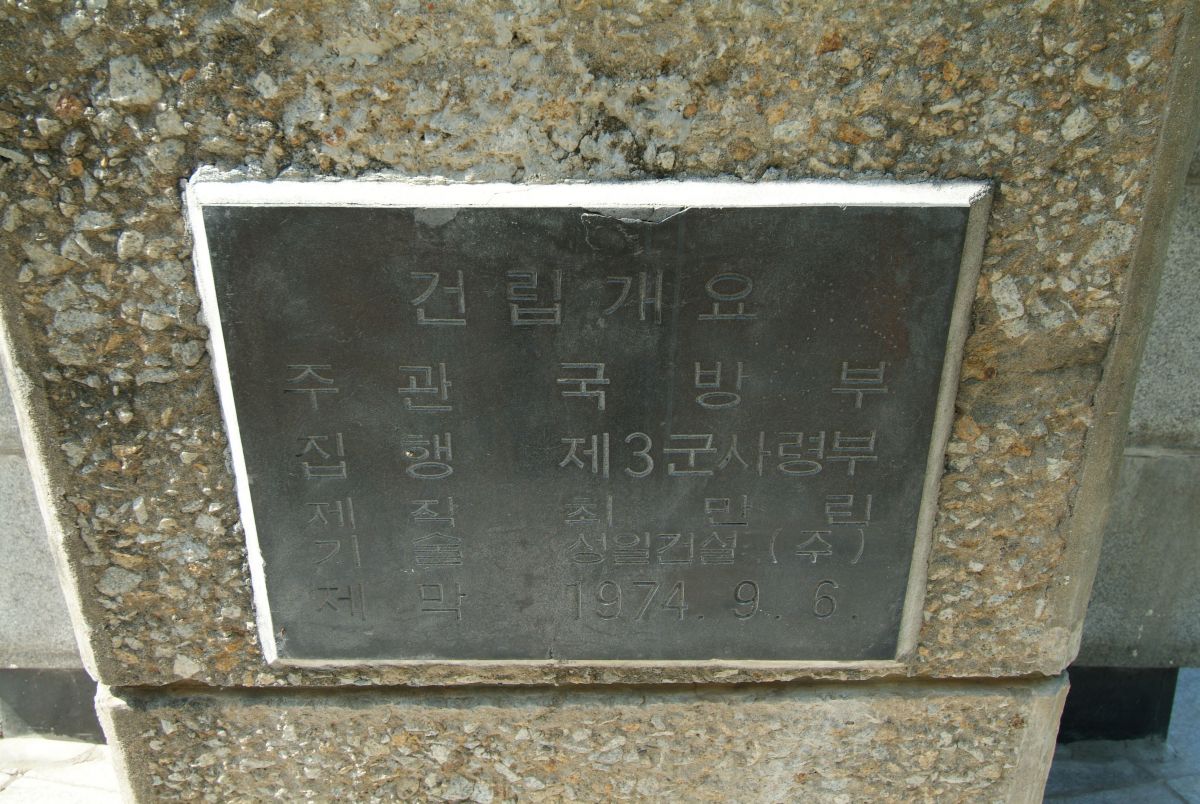 건립개요
주 관 국 방 부
집 행 제3군사령부
제 작 최 만 린
기 술 성일건설 (주)
제 막 1974. 9. 6.